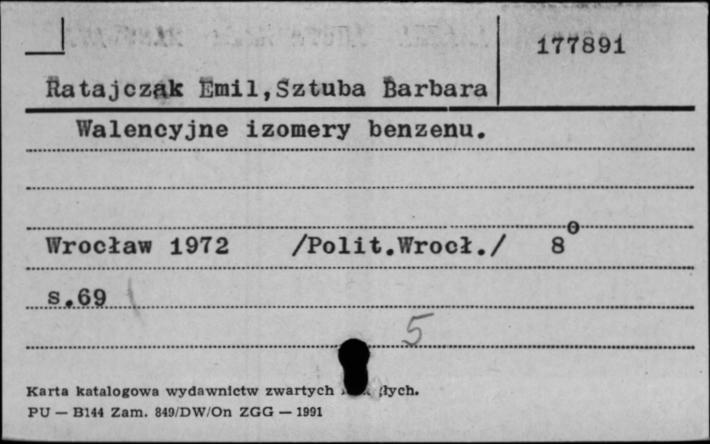 177891
Ratajczak Emil,Sztuba Barbara
Walencyjne izomery benzenu.
Wrocław 1972 /Polit.Wrocł./ 8⁰
s.69
5
Karta katalogowa wydawnictw zwartych
PU — B144 Zam. 849/DW/On ZGG — 1991